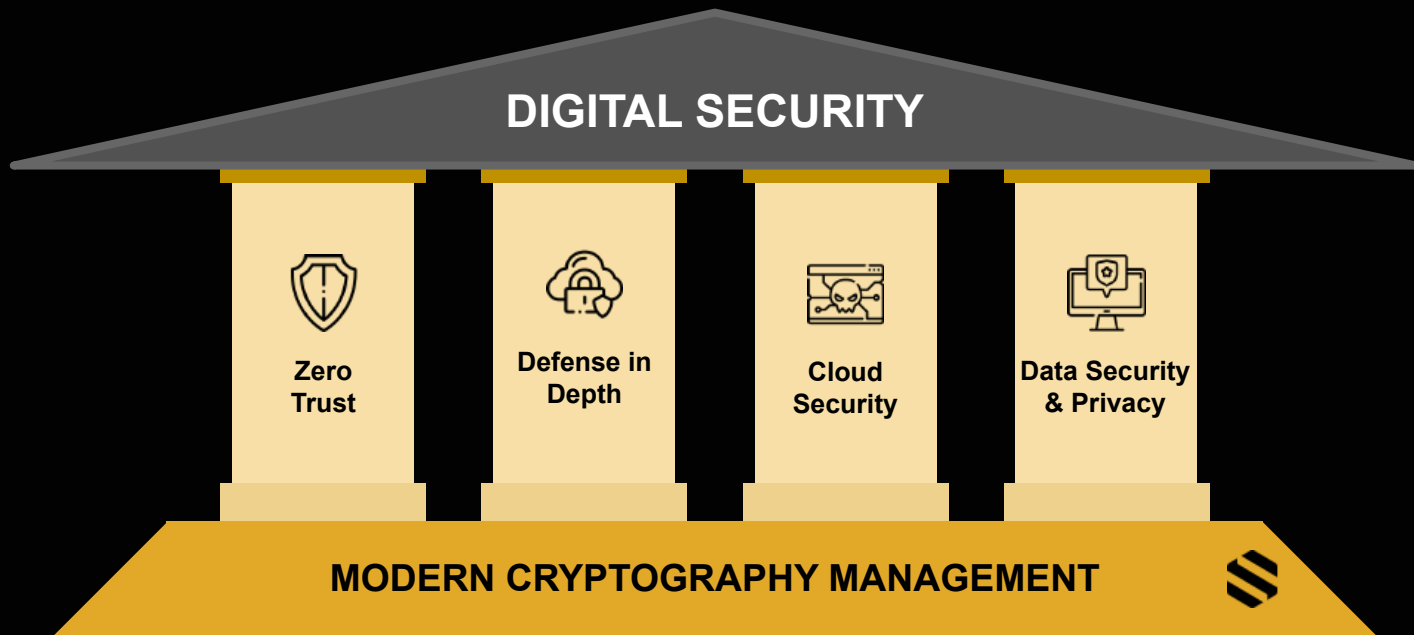 DIGITAL SECURITY
Zero
Trust
Defense in
Depth
Cloud
Security
Data Security
& Privacy
MODERN CRYPTOGRAPHY MANAGEMENT